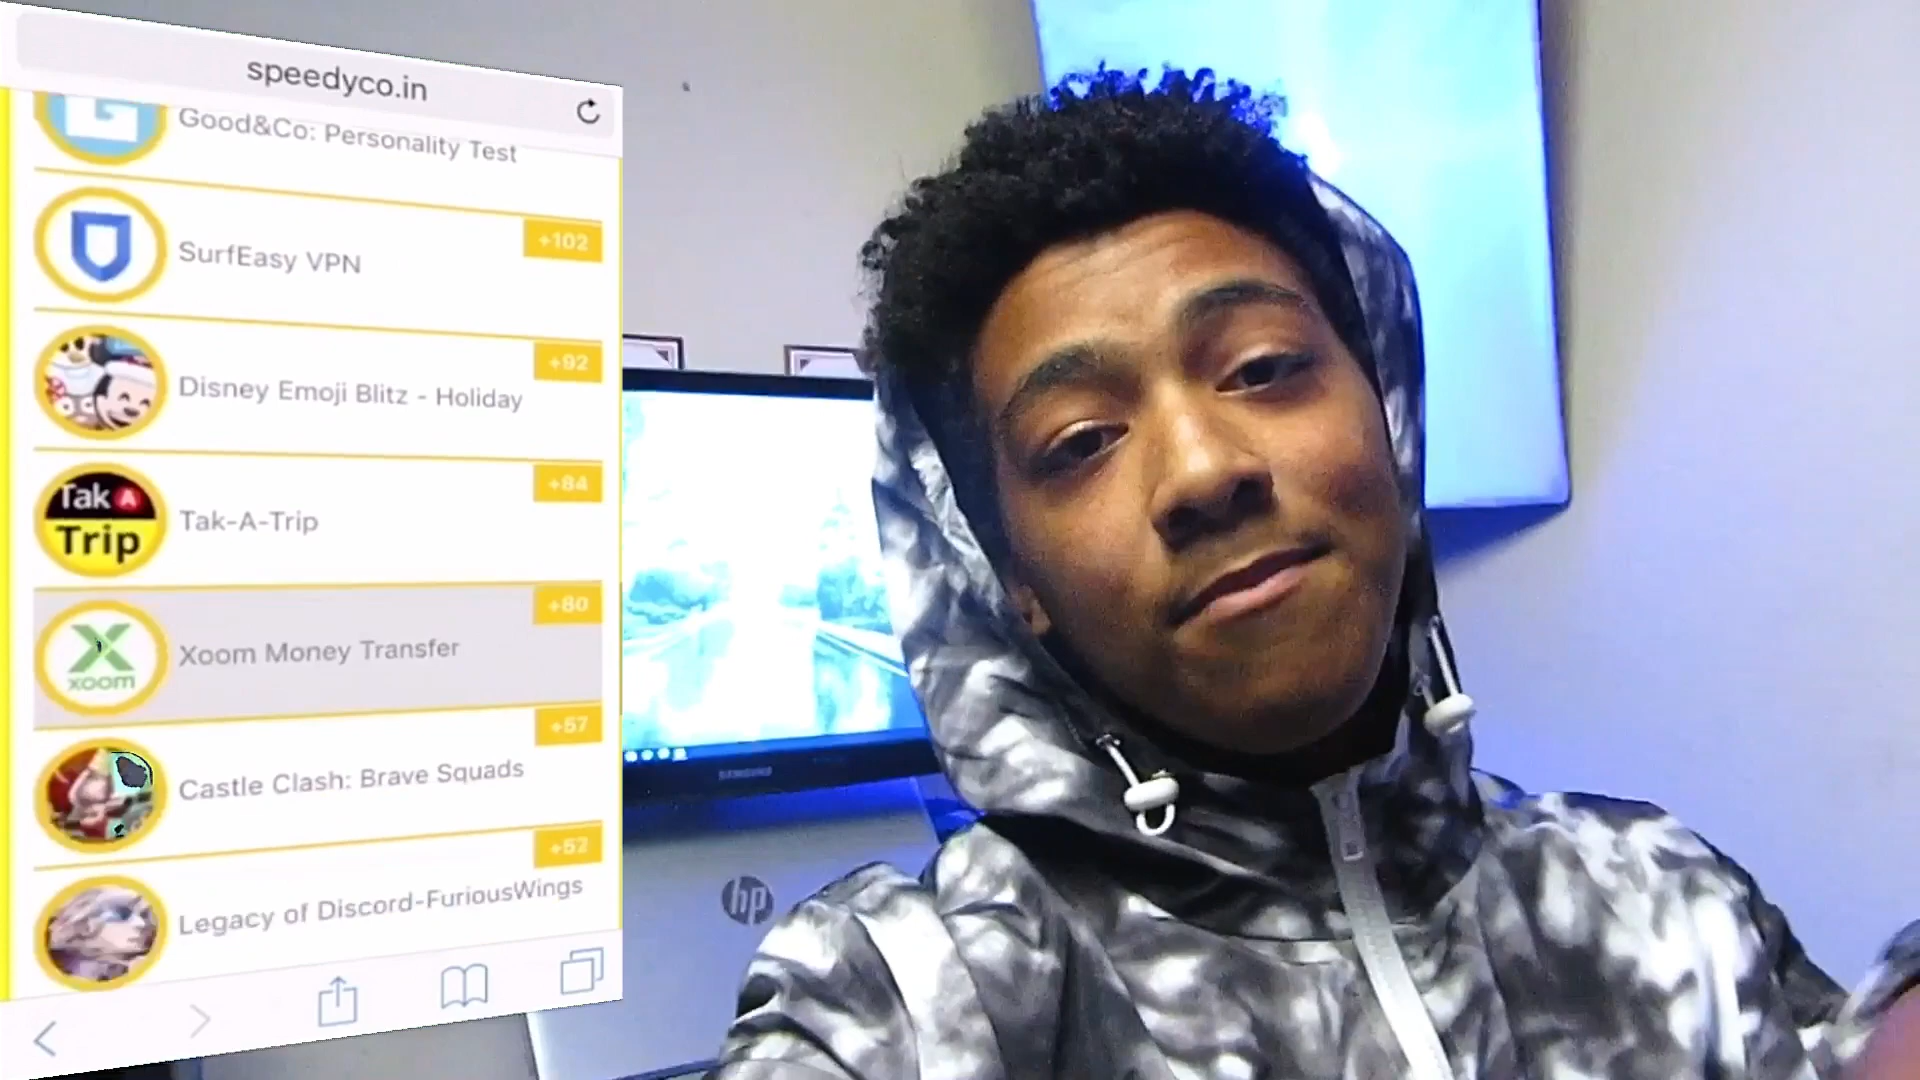 speedyco.in
Good&Co: Personality Test
SurfEasy VPN
+102
Disney Emoji Blitz - Holiday
+92
Tak A
Trip
Tak-A-Trip
+84
xoom
Xoom Money Transfer
+80
Castle Clash: Brave Squads
+57
Legacy of Discord-FuriousWings
+52
SAMSUNG
hp